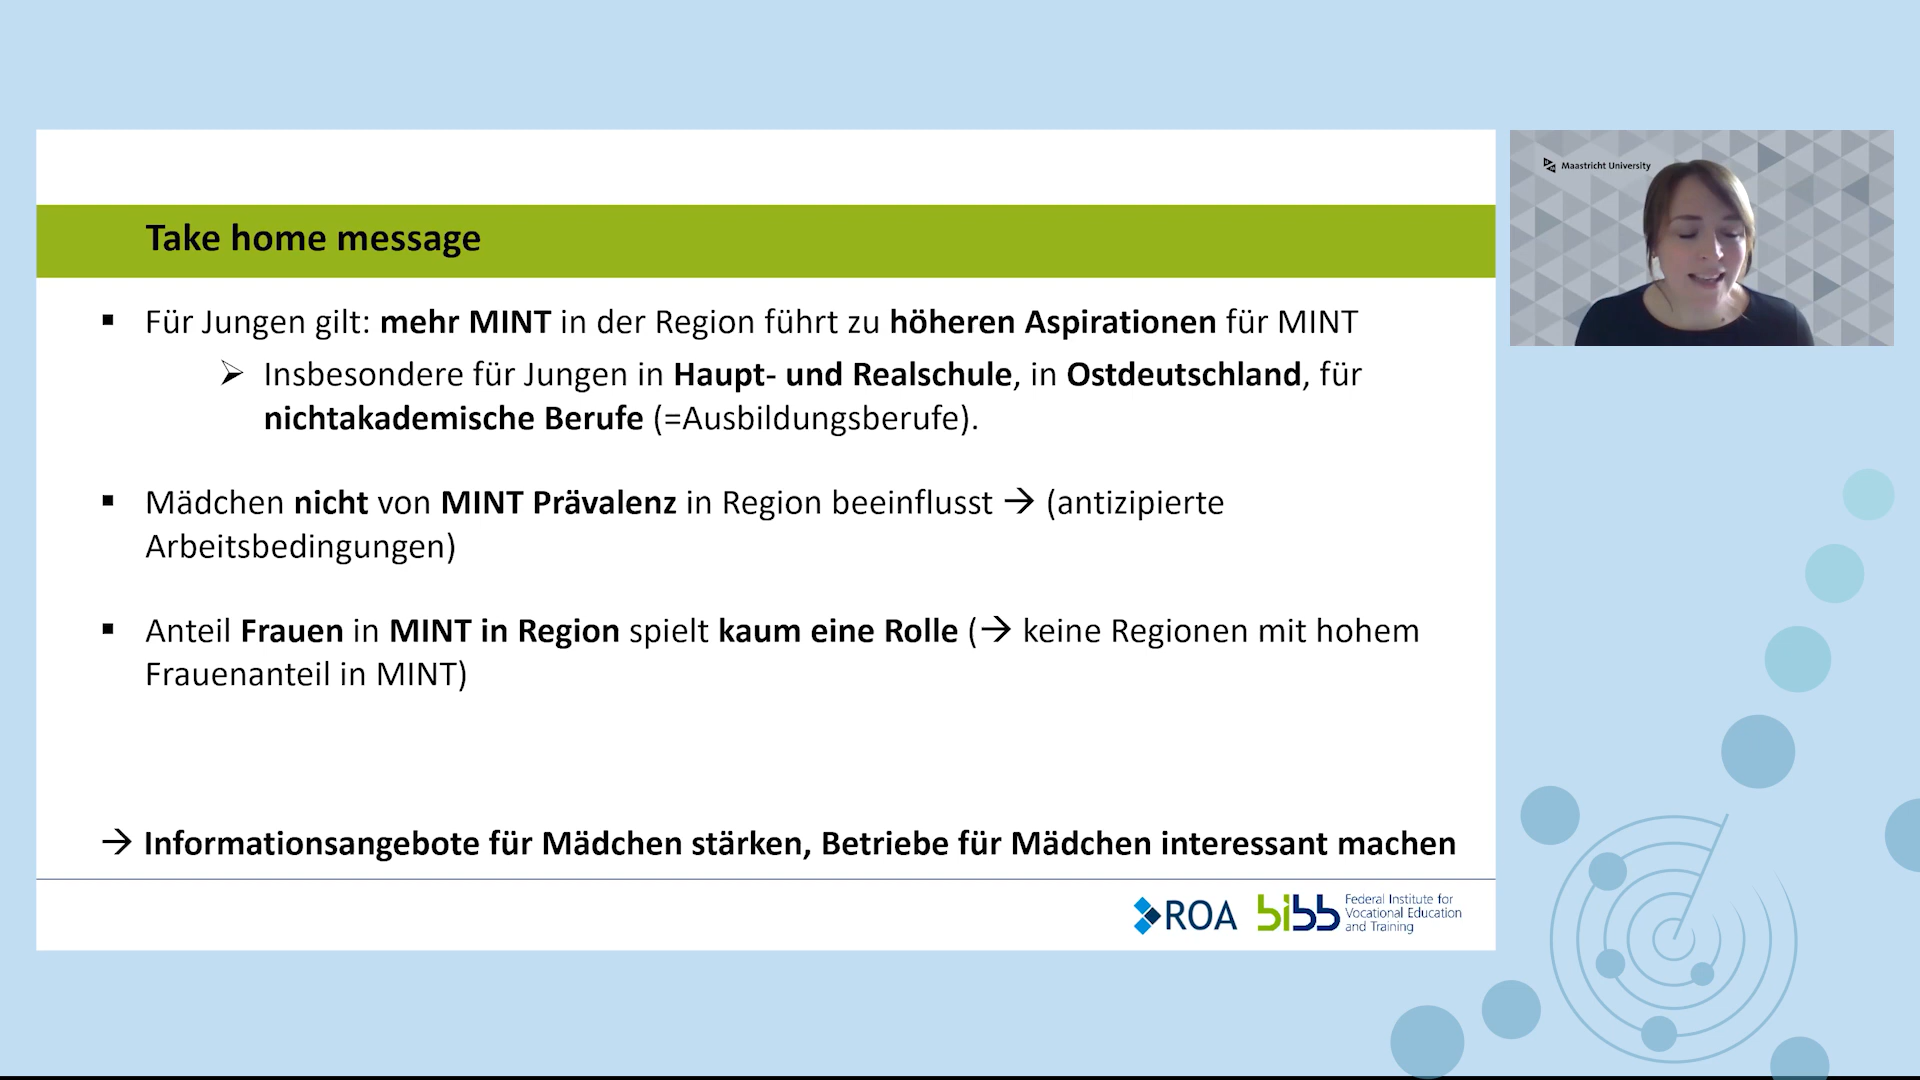 Maastricht University
Take home message
▪ Für Jungen gilt: mehr MINT in der Region führt zu höheren Aspirationen für MINT
➢ Insbesondere für Jungen in Haupt- und Realschule, in Ostdeutschland, für
nichtakademische Berufe (=Ausbildungsberufe).
▪ Mädchen nicht von MINT Prävalenz in Region beeinflusst → (antizipierte
Arbeitsbedingungen)
▪ Anteil Frauen in MINT in Region spielt kaum eine Rolle (→ keine Regionen mit hohem
Frauenanteil in MINT)
→ Informationsangebote für Mädchen stärken, Betriebe für Mädchen interessant machen
ROA
bibb
Federal Institute for
Vocational Education
and Training